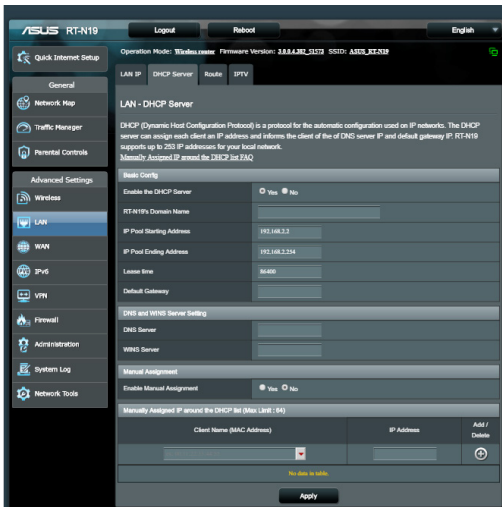 ASUS RT-N19
Logout
Reboot
English
Operation Mode: Wireless router Firmware Version: 3.0.0.4.382_51573 SSID: ASUS_RT-N19
Quick Internet Setup
General
Network Map
Traffic Manager
Parental Controls
Advanced Settings
Wireless
LAN
WAN
IPv6
VPN
Firewall
Administration
System Log
Network Tools
LAN IP
DHCP Server
Route
IPTV
LAN - DHCP Server
DHCP (Dynamic Host Configuration Protocol) is a protocol for the automatic configuration used on IP networks. The DHCP
server can assign each client an IP address and informs the client of the of DNS server IP and default gateway IP. RT-N19
supports up to 253 IP addresses for your local network.
Manually Assigned IP around the DHCP list FAQ
Basic Config
Enable the DHCP Server
Yes No
RT-N19's Domain Name
IP Pool Starting Address
192.168.2.2
IP Pool Ending Address
192.168.2.254
Lease time
86400
Default Gateway
DNS and WINS Server Setting
DNS Server
WINS Server
Manual Assignment
Enable Manual Assignment
Yes No
Manually Assigned IP around the DHCP list (Max Limit : 64)
Client Name (MAC Address)
IP Address
Add /
Delete
No data in table.
Apply